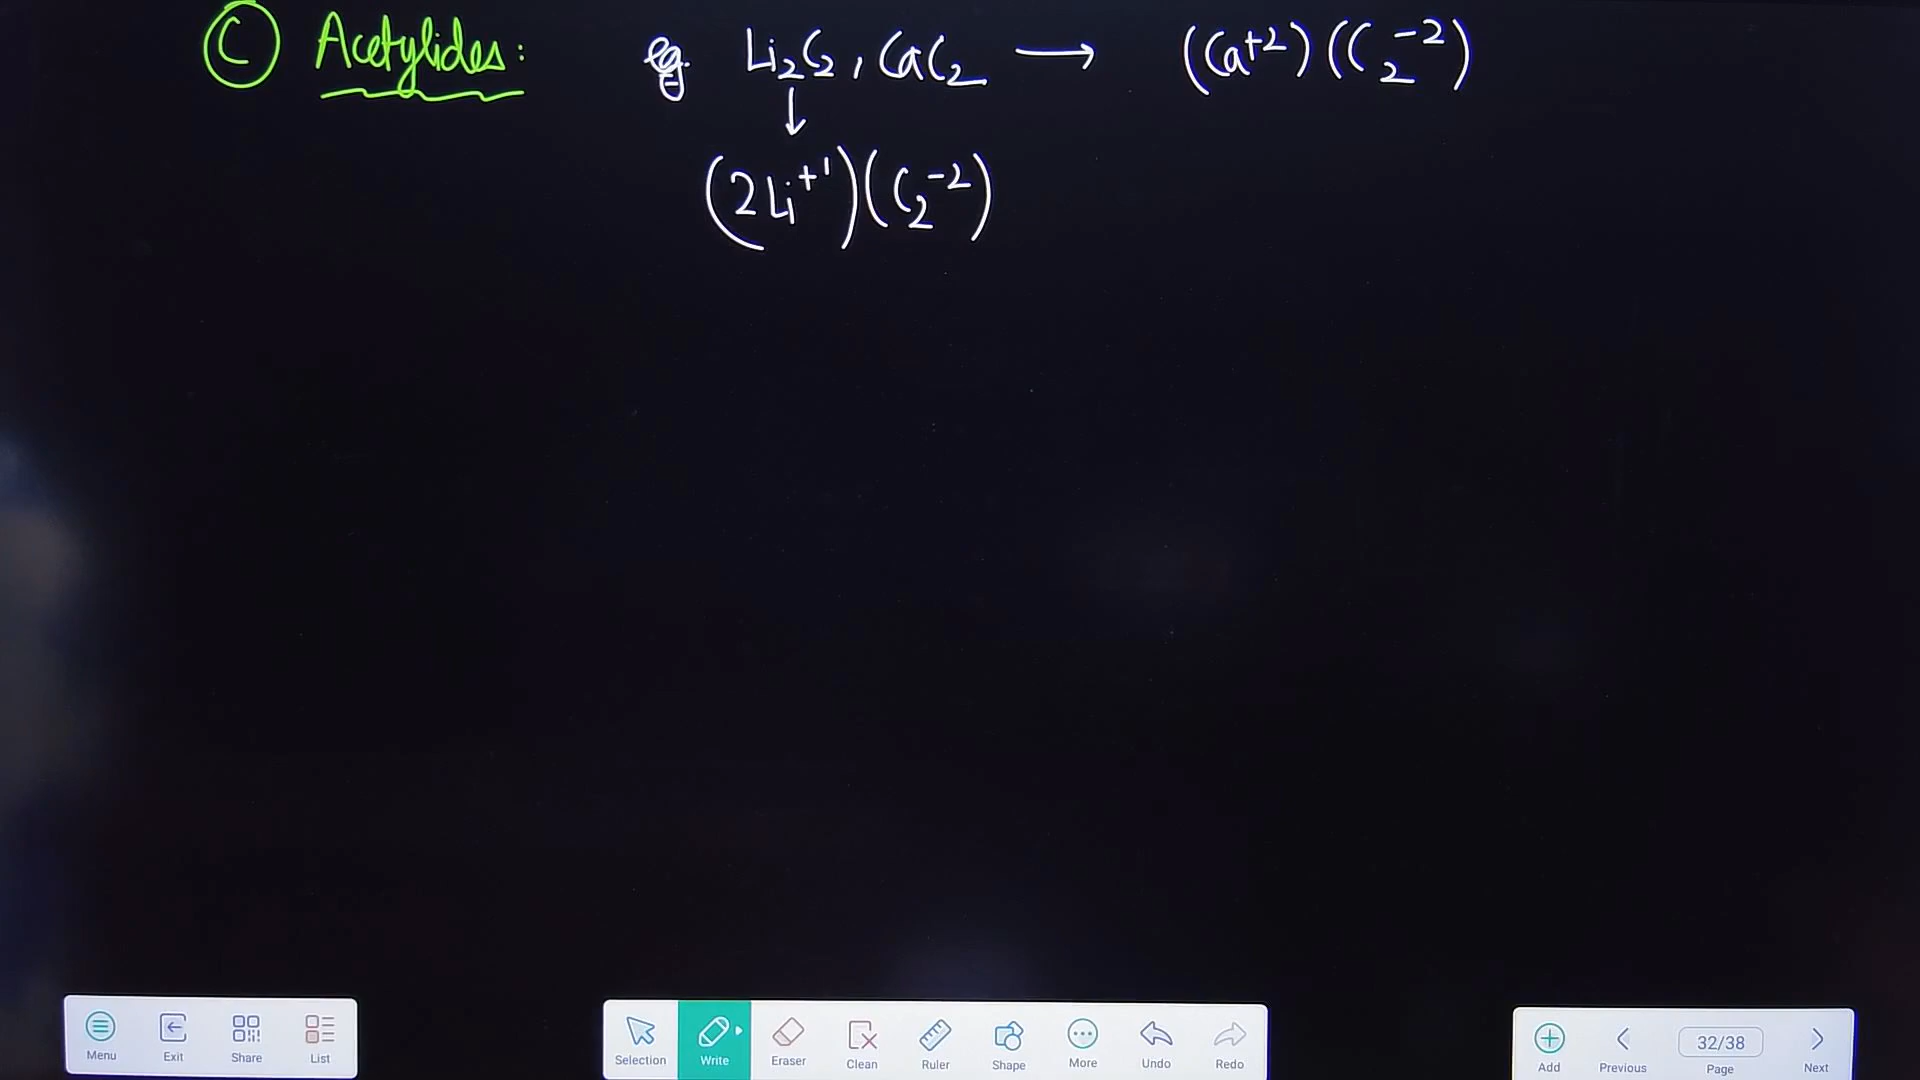 C Acetylides: eg. Li₂C₂, CaC₂ → (Ca⁺²)(C₂⁻²)
↓
(2Li⁺¹)(C₂⁻²)
Menu Exit Share List
Selection Write Eraser Clean Ruler Shape More Undo Redo
Add Previous 32/38 Page Next